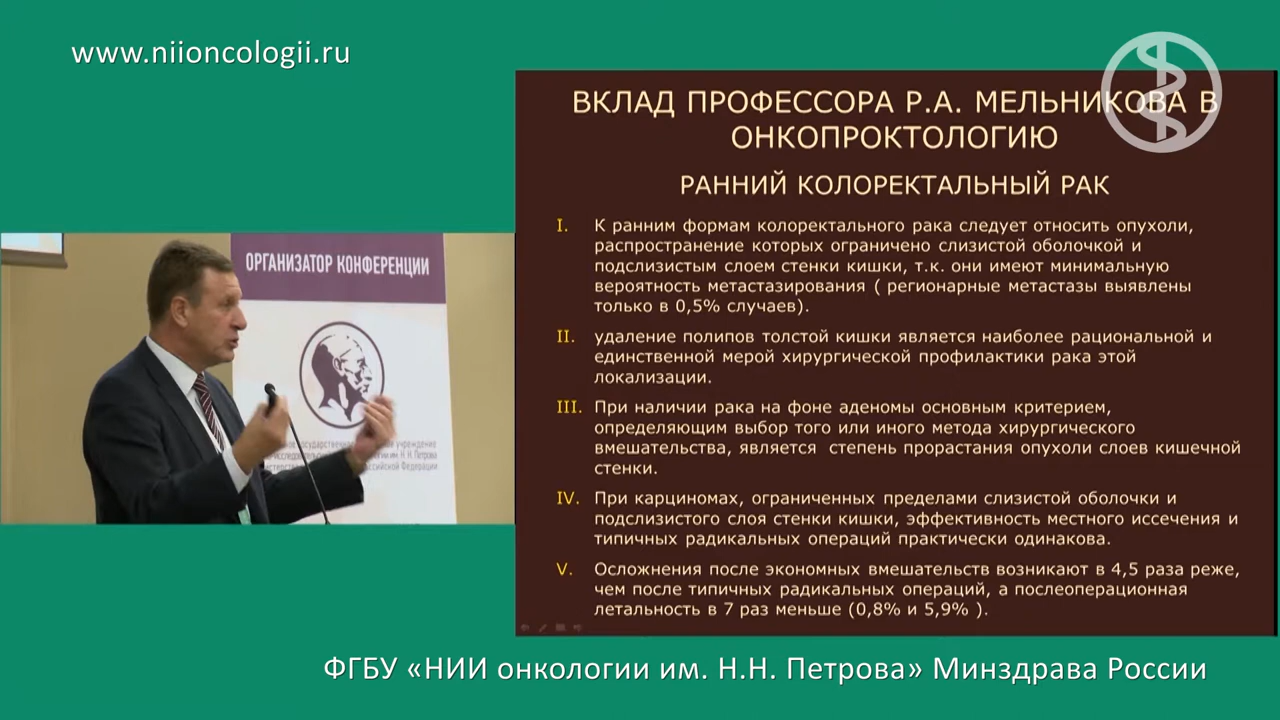 www.niioncologii.ru
ВКЛАД ПРОФЕССОРА Р.А. МЕЛЬНИКОВА В
ОНКОПРОКТОЛОГИЮ
РАННИЙ КОЛОРЕКТАЛЬНЫЙ РАК
I. К ранним формам колоректального рака следует относить опухоли,
распространение которых ограничено слизистой оболочкой и
подслизистым слоем стенки кишки, т.к. они имеют минимальную
вероятность метастазирования ( регионарные метастазы выявлены
только в 0,5% случаев).
II. удаление полипов толстой кишки является наиболее рациональной и
единственной мерой хирургической профилактики рака этой
локализации.
III. При наличии рака на фоне аденомы основным критерием,
определяющим выбор того или иного метода хирургического
вмешательства, является степень прорастания опухоли слоев кишечной
стенки.
IV. При карциномах, ограниченных пределами слизистой оболочки и
подслизистого слоя стенки кишки, эффективность местного иссечения и
типичных радикальных операций практически одинакова.
V. Осложнения после экономных вмешательств возникают в 4,5 раза реже,
чем после типичных радикальных операций, а послеоперационная
летальность в 7 раз меньше (0,8% и 5,9% ).
ОРГАНИЗАТОР КОНФЕРЕНЦИИ
учреждение
им. Н.Н. Петрова
Федерации
ФГБУ «НИИ онкологии им. Н.Н. Петрова» Минздрава России